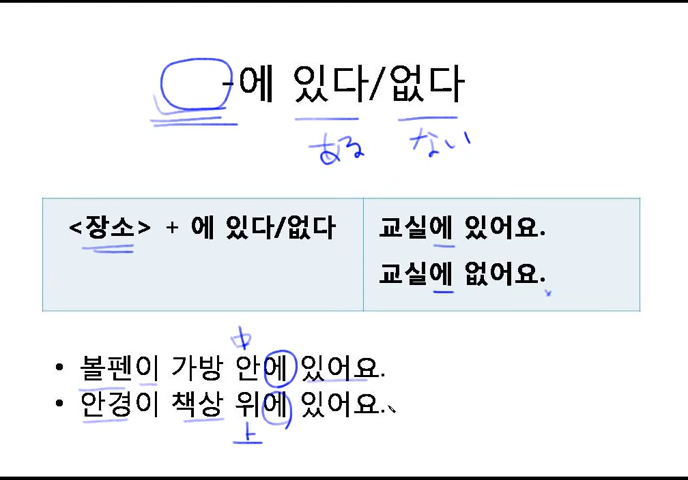 -에 있다/없다
ある ない
<장소> + 에 있다/없다
교실에 있어요.
교실에 없어요.
中
• 볼펜이 가방 안에 있어요.
• 안경이 책상 위에 있어요.
上